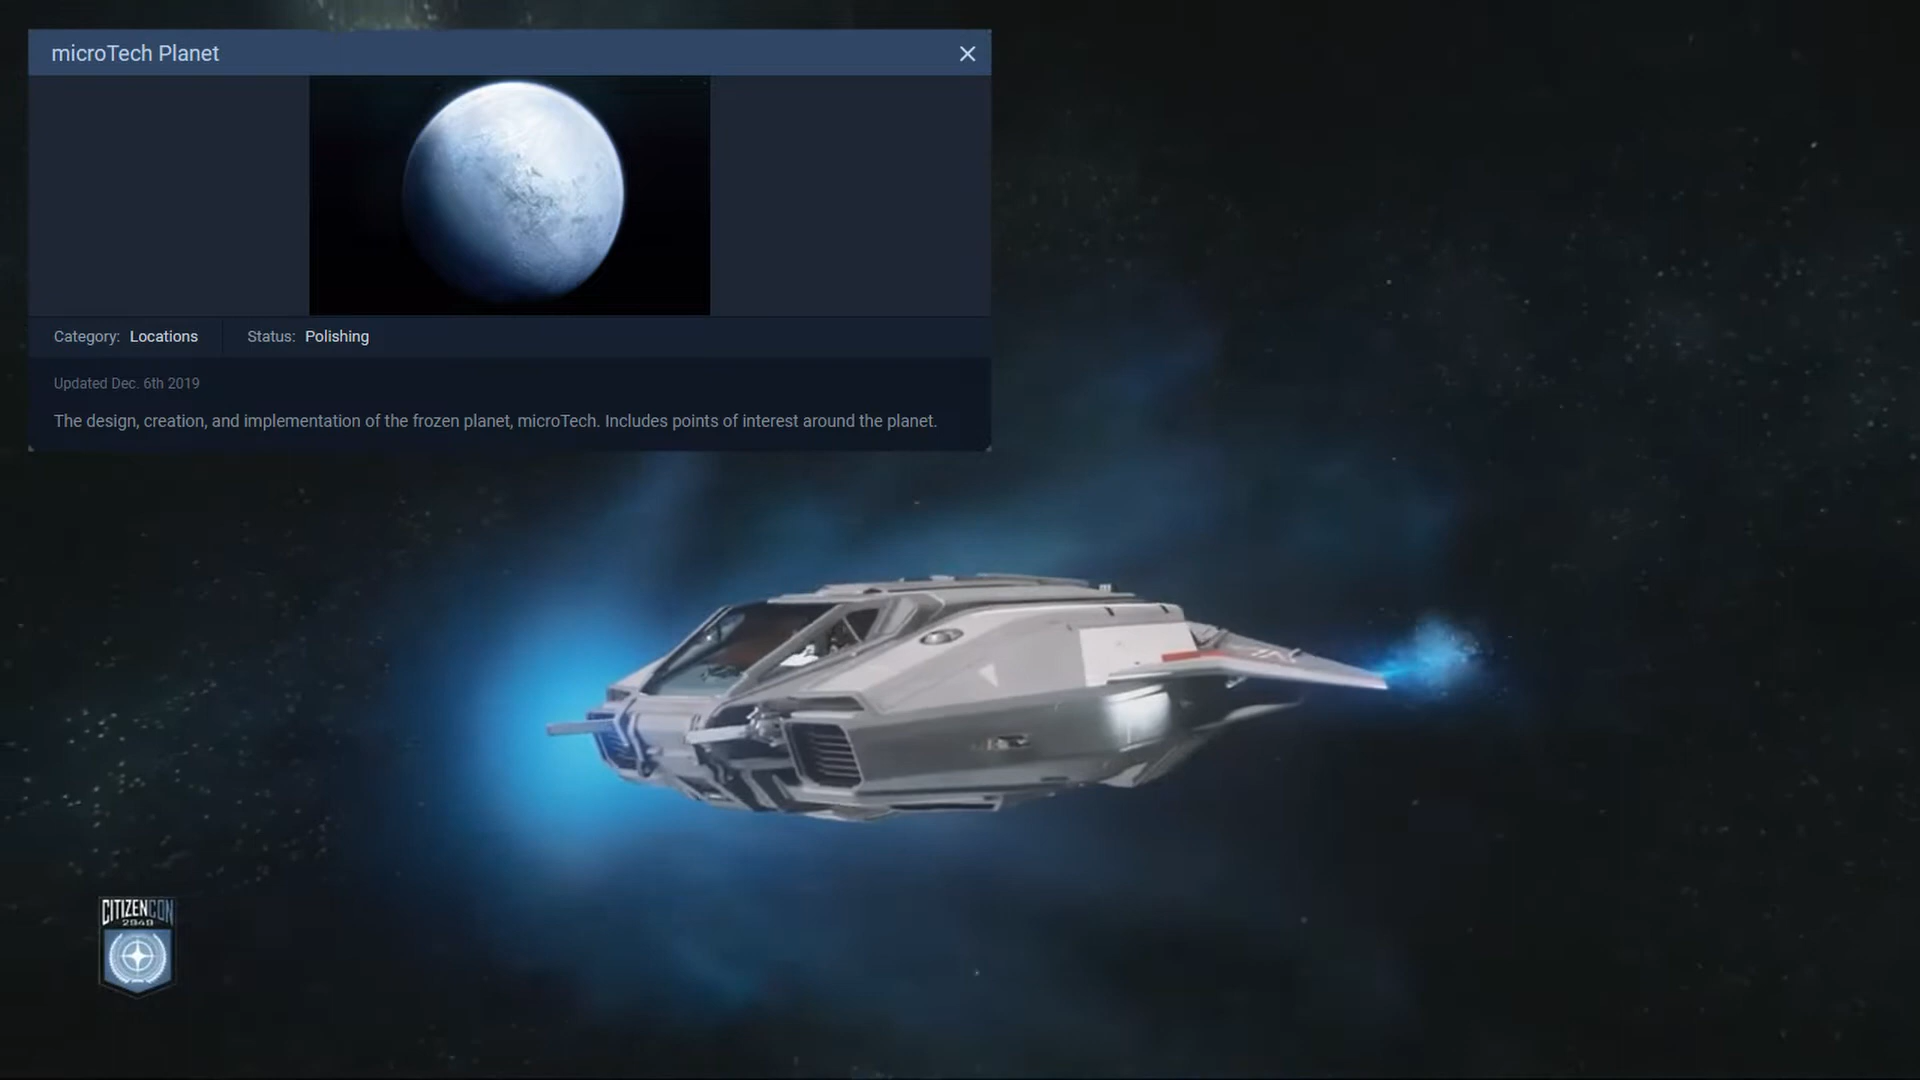 microTech Planet
Category: Locations
Status: Polishing
Updated Dec. 6th 2019
The design, creation, and implementation of the frozen planet, microTech. Includes points of interest around the planet.
CITIZENCON
2949